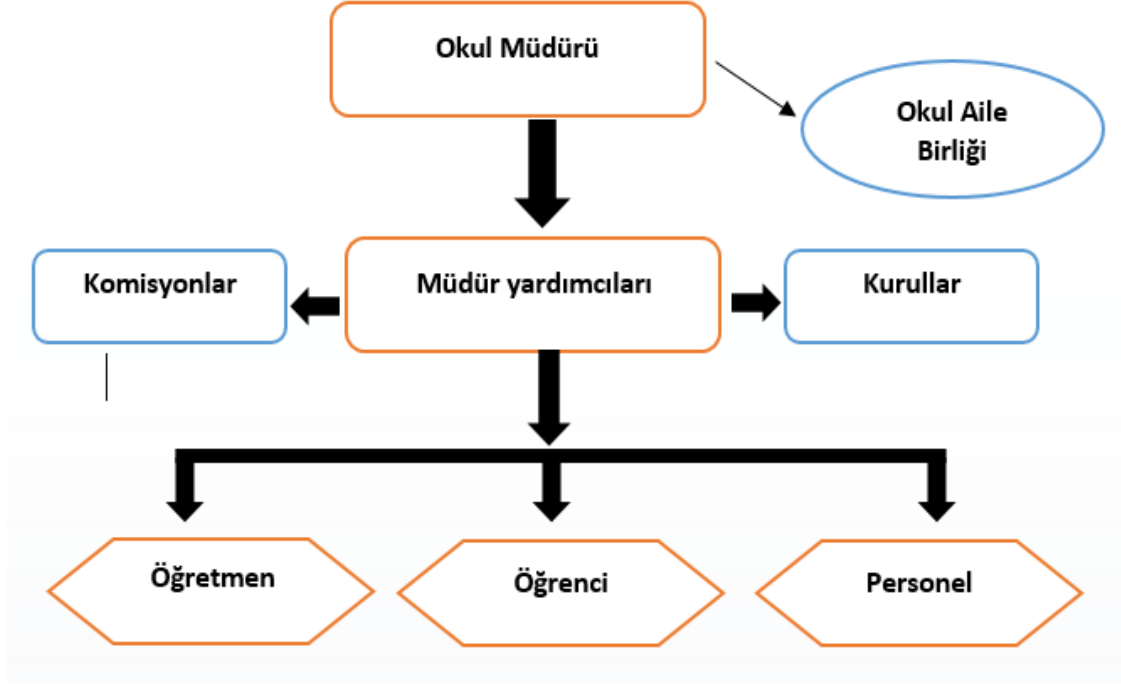 Okul Müdürü
Okul Aile
Birliği
Komisyonlar
Müdür yardımcıları
Kurullar
Öğretmen
Öğrenci
Personel